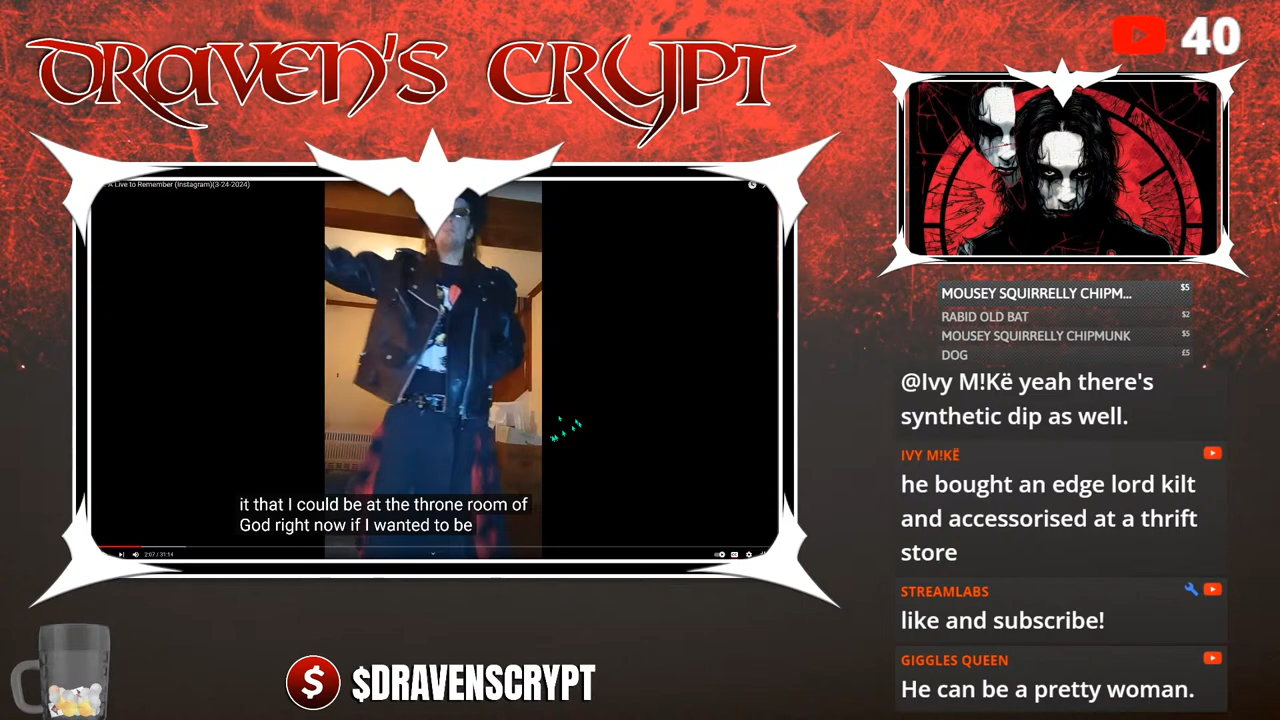 DRAVEN'S CRYPT
40
A Live to Remember (Instagram)(3-24-2024)
it that I could be at the throne room of
God right now if I wanted to be
2:07 / 31:14
MOUSEY SQUIRRELLY CHIPM... $5
RABID OLD BAT $2
MOUSEY SQUIRRELLY CHIPMUNK $5
DOG £5
@Ivy M!Kë yeah there's
synthetic dip as well.
IVY M!KË
he bought an edge lord kilt
and accessorised at a thrift
store
STREAMLABS
like and subscribe!
GIGGLES QUEEN
He can be a pretty woman.
$ $DRAVENSCRYPT